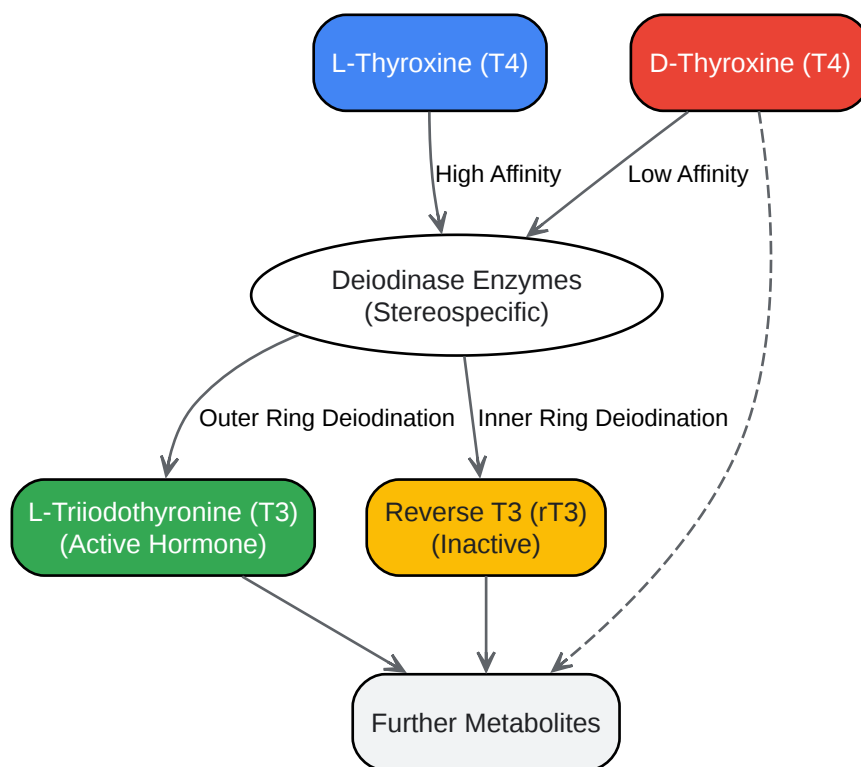 L-Thyroxine (T4)
D-Thyroxine (T4)
High Affinity
Low Affinity
Deiodinase Enzymes
(Stereospecific)
Outer Ring Deiodination
Inner Ring Deiodination
L-Triiodothyronine (T3)
(Active Hormone)
Reverse T3 (rT3)
(Inactive)
Further Metabolites